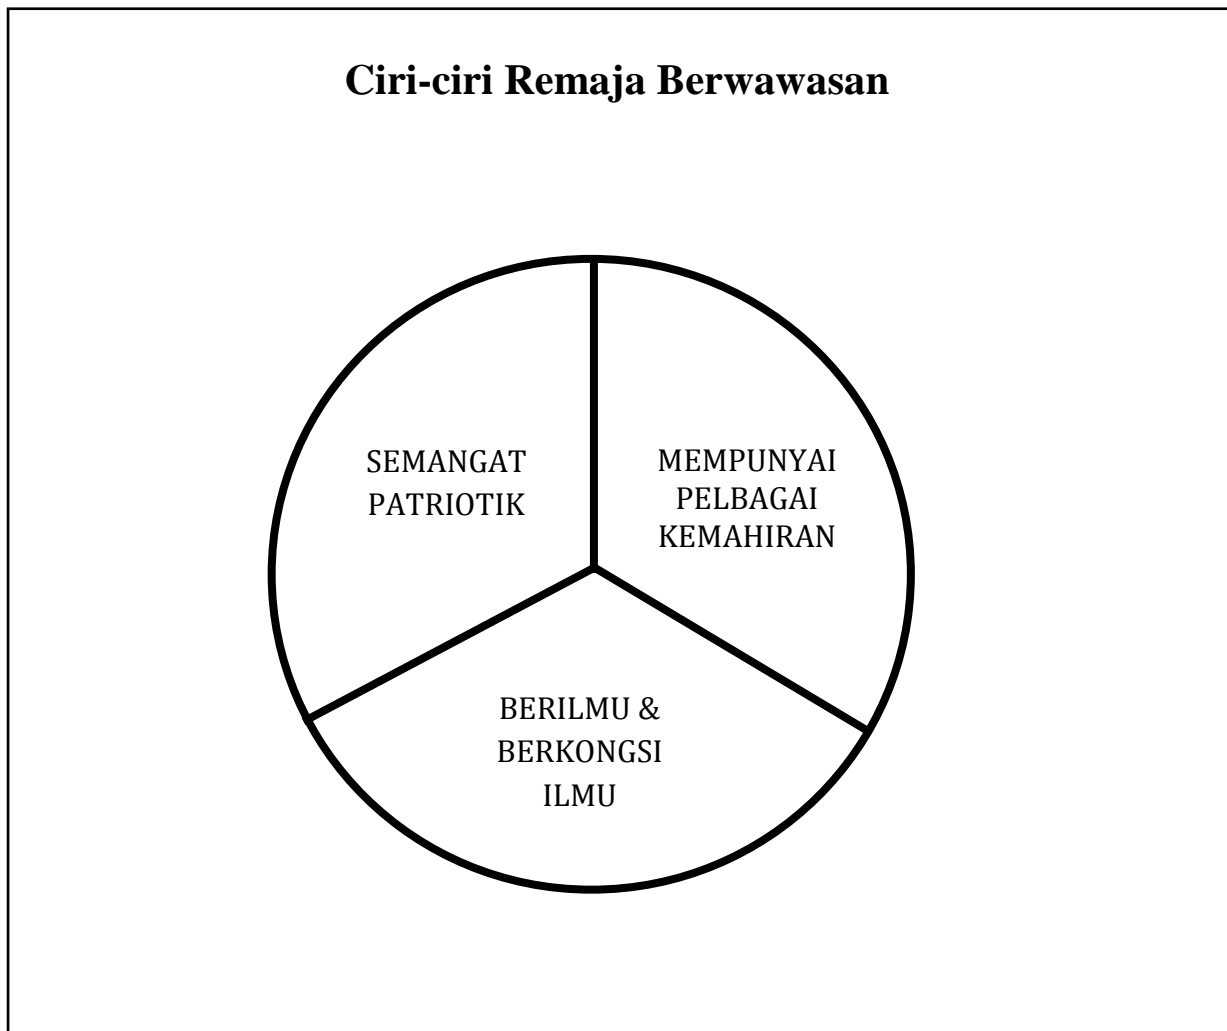 Ciri-ciri Remaja Berwawasan
SEMANGAT
PATRIOTIK
MEMPUNYAI
PELBAGAI
KEMAHIRAN
BERILMU &
BERKONGSI
ILMU